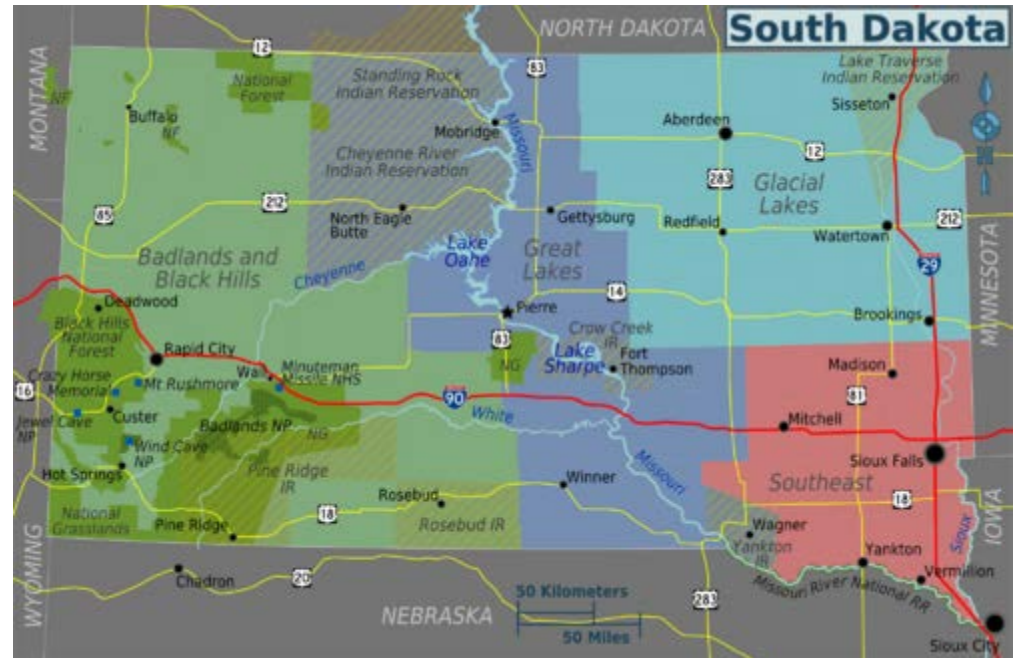 South Dakota
NORTH DAKOTA
MONTANA
12
83
National
Forest
Standing Rock
Indian Reservation
Lake Traverse
Indian Reservation
Sisseton
NF
Buffalo
NF
Mobridge
Missouri
Aberdeen
12
Cheyenne River
Indian Reservation
283
Glacial
Lakes
85
212
North Eagle
Butte
Gettysburg
Redfield
Watertown
212
MINNESOTA
Badlands and
Black Hills
Cheyenne
Lake
Oahe
Great
Lakes
29
14
Deadwood
Pierre
Brookings
Black Hills
National
Forest
Rapid City
83
Crow Creek
IR
Lake
Sharpe
Fort
Thompson
NG
Madison
Wa
Minuteman
Missile NHS
Crazy Horse
Memorial
Mt Rushmore
16
90
81
Jewel Cave
NP
Custer
Badlands NP
NG
White
Mitchell
Wind Cave
NP
Hot Springs
Pine Ridge
IR
Missouri
Sioux Falls
Winner
Southeast
Rosebud
18
18
Rosebud IR
National
Grasslands
Pine Ridge
Wagner
Yankton
IR
Yankton
Sioux
IOWA
WYOMING
Chadron
20
Vermillion
Missouri River National RR
NEBRASKA
50 Kilometers
50 Miles
283
Sioux City